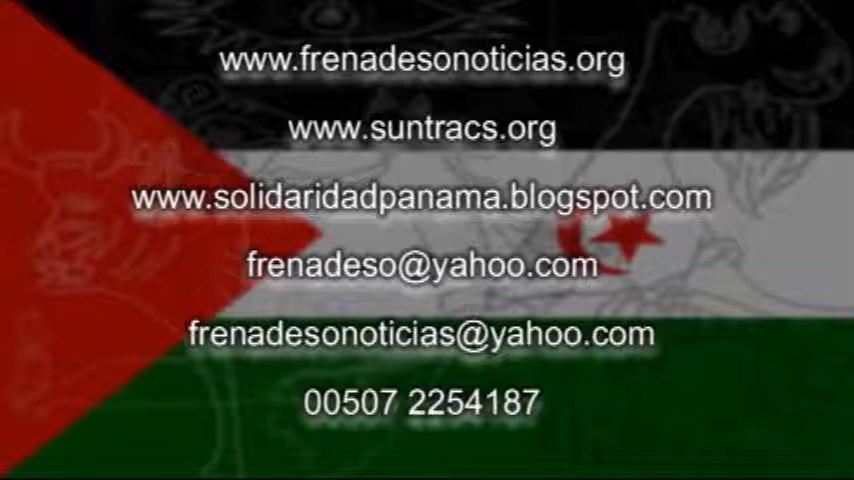 www.frenadesonoticias.org
www.suntracs.org
www.solidaridadpanama.blogspot.com
frenadeso@yahoo.com
frenadesonoticias@yahoo.com
00507 2254187